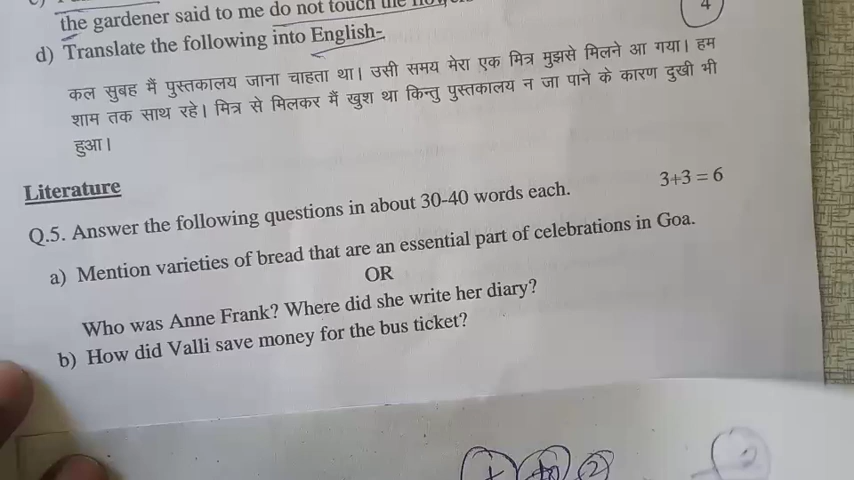 the gardener said to me do not touch the
4
d) Translate the following into English-
कल सुबह मैं पुस्तकालय जाना चाहता था। उसी समय मेरा एक मित्र मुझसे मिलने आ गया। हम
शाम तक साथ रहे। मित्र से मिलकर मैं खुश था किन्तु पुस्तकालय न जा पाने के कारण दुखी भी
हुआ।
Literature
Q.5. Answer the following questions in about 30-40 words each. 3+3 = 6
a) Mention varieties of bread that are an essential part of celebrations in Goa.
OR
Who was Anne Frank? Where did she write her diary?
b) How did Valli save money for the bus ticket?
2
2